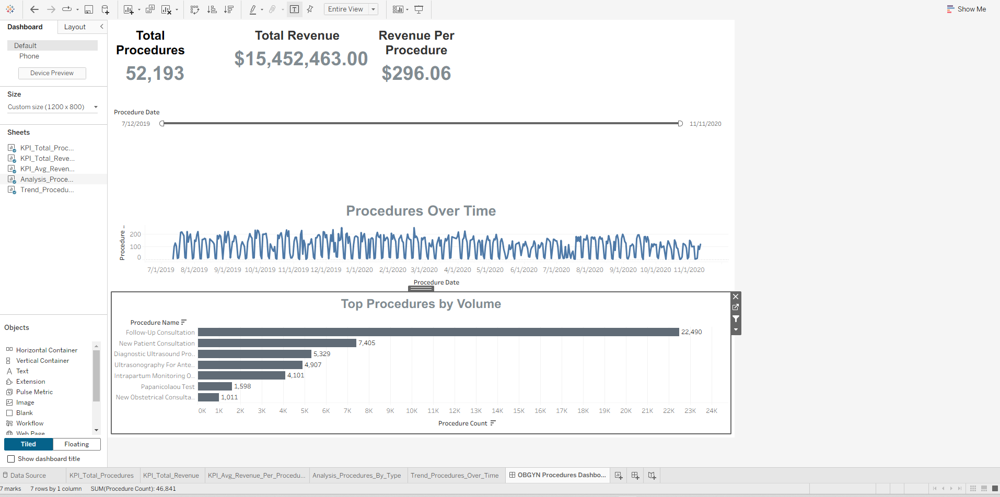 Entire View
Show Me
Dashboard
Layout
Default
Phone
Device Preview
Size
Custom size (1200 x 800)
Sheets
KPI_Total_Proc...
KPI_Total_Reve...
KPI_Avg_Reven...
Analysis_Proce...
Trend_Procedu...
Objects
Horizontal Container
Vertical Container
A Text
Extension
Pulse Metric
Image
Blank
Workflow
Web Page
Tiled
Floating
Show dashboard title
Total
Procedures
52,193
Total Revenue
$15,452,463.00
Revenue Per
Procedure
$296.06
Procedure Date
7/12/2019
11/11/2020
Procedures Over Time
Procedure ..
200
100
0
7/1/2019 8/1/2019 9/1/2019 10/1/2019 11/1/2019 12/1/2019 1/1/2020 2/1/2020 3/1/2020 4/1/2020 5/1/2020 6/1/2020 7/1/2020 8/1/2020 9/1/2020 10/1/2020 11/1/2020
Procedure Date
Top Procedures by Volume
Procedure Name
Follow-Up Consultation 22,490
New Patient Consultation 7,405
Diagnostic Ultrasound Pro.. 5,329
Ultrasonography For Ante.. 4,907
Intrapartum Monitoring O.. 4,101
Papanicolaou Test 1,598
New Obstetrical Consulta.. 1,011
0K 1K 2K 3K 4K 5K 6K 7K 8K 9K 10K 11K 12K 13K 14K 15K 16K 17K 18K 19K 20K 21K 22K 23K 24K
Procedure Count
Data Source
KPI_Total_Procedures
KPI_Total_Revenue
KPI_Avg_Revenue_Per_Procedu...
Analysis_Procedures_By_Type
Trend_Procedures_Over_Time
OBGYN Procedures Dashbo...
7 marks 7 rows by 1 column SUM(Procedure Count): 46,841